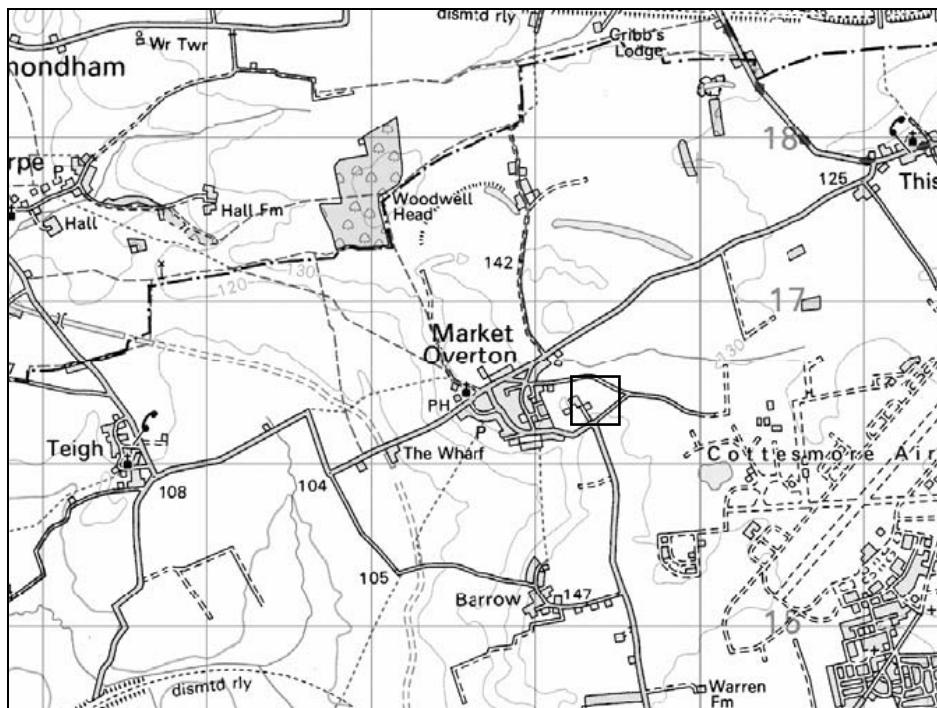 dismtd rly
Wr Twr
Cribb's
Lodge
mondham
18
rpe
P
125
This
Hall Fm
Woodwell
Head
Hall
142
130
120
17
Market
Overton
130
PH
P
Teigh
The Wharf
Cottesmore Air
108
104
105
Barrow
147
16
dismtd rly
Warren
Fm